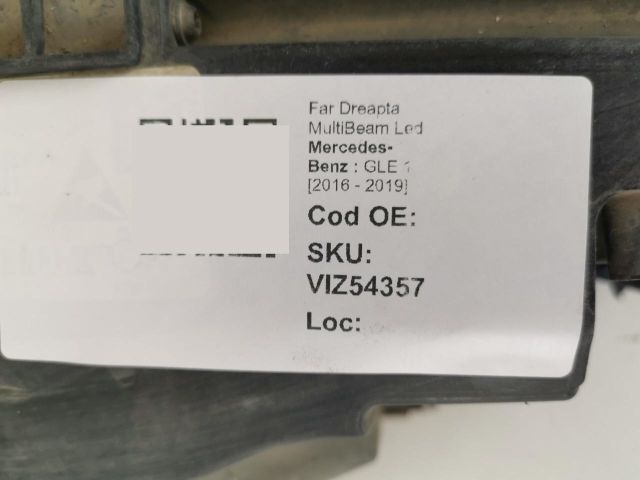 Far Dreapta
MultiBeam Led
Mercedes-
Benz : GLE 1
[2016 - 2019]
Cod OE:
SKU:
VIZ54357
Loc: